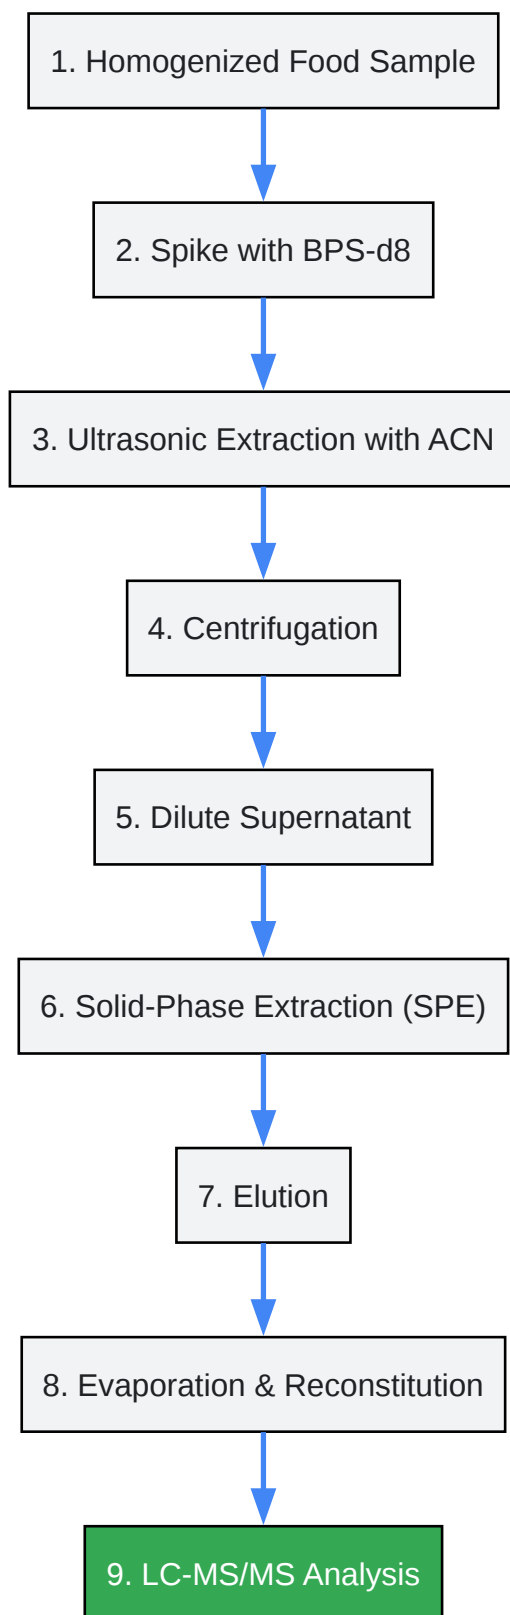 1. Homogenized Food Sample
2. Spike with BPS-d8
3. Ultrasonic Extraction with ACN
4. Centrifugation
5. Dilute Supernatant
6. Solid-Phase Extraction (SPE)
7. Elution
8. Evaporation & Reconstitution
9. LC-MS/MS Analysis